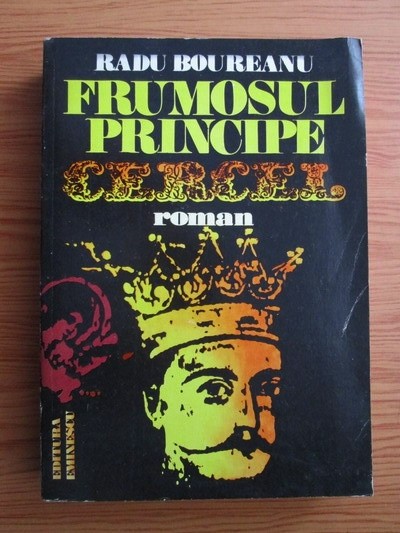 RADU BOUREANU
FRUMOSUL
PRINCIPE
CERCEL
roman
EDITURA
EMINESCU